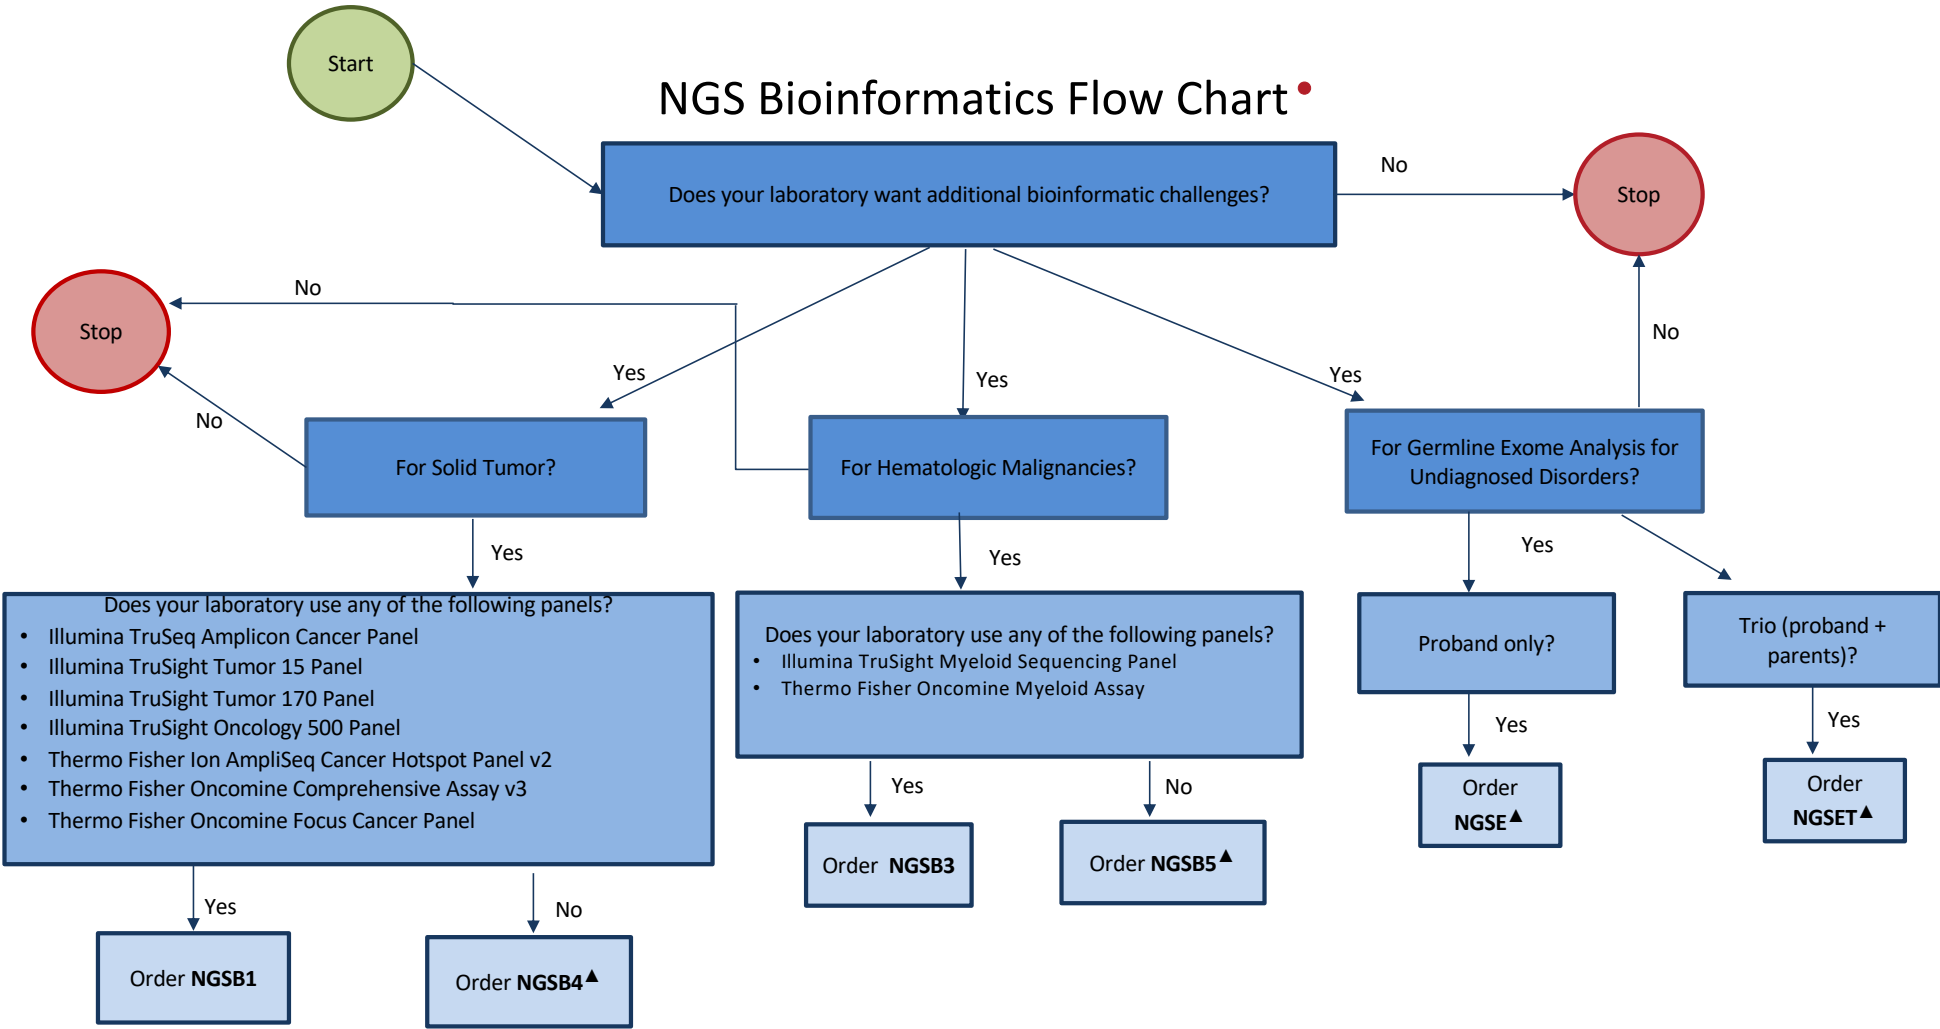 Start
NGS Bioinformatics Flow Chart •
Does your laboratory want additional bioinformatic challenges?
No
Stop
No
Stop
No
Yes
Yes
Yes
No
For Solid Tumor?
For Hematologic Malignancies?
For Germline Exome Analysis for
Undiagnosed Disorders?
Yes
Yes
Yes
Does your laboratory use any of the following panels?
• Illumina TruSeq Amplicon Cancer Panel
• Illumina TruSight Tumor 15 Panel
• Illumina TruSight Tumor 170 Panel
• Illumina TruSight Oncology 500 Panel
• Thermo Fisher Ion AmpliSeq Cancer Hotspot Panel v2
• Thermo Fisher Oncomine Comprehensive Assay v3
• Thermo Fisher Oncomine Focus Cancer Panel
Does your laboratory use any of the following panels?
• Illumina TruSight Myeloid Sequencing Panel
• Thermo Fisher Oncomine Myeloid Assay
Proband only?
Trio (proband +
parents)?
Yes
No
Yes
Yes
Order NGSB3
Order NGSB5▲
Order
NGSE▲
Order
NGSET▲
Yes
No
Order NGSB1
Order NGSB4▲